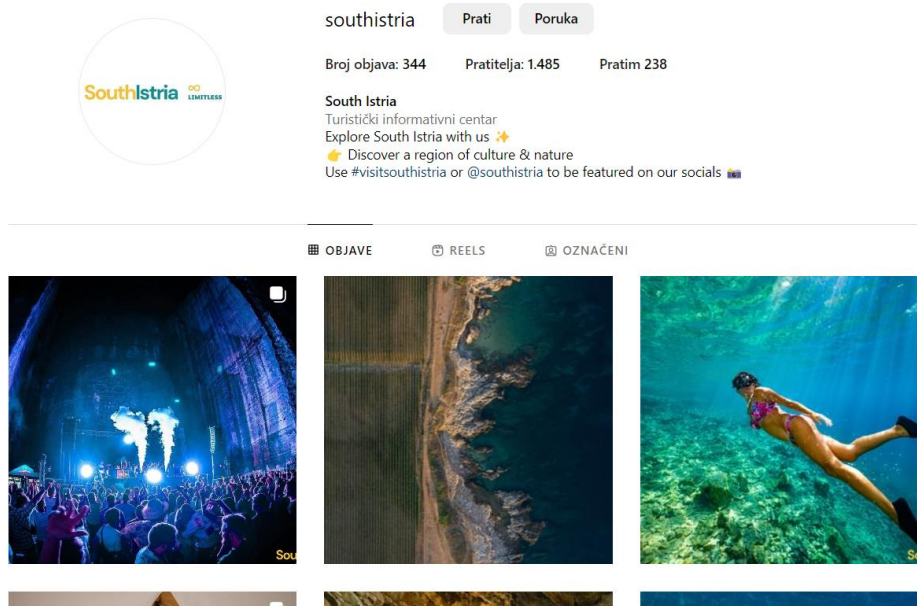 southistria Prati Poruka
Broj objava: 344 Pratitelja: 1.485 Pratim 238
SouthIstria LIMITLESS
South Istria
Turistički informativni centar
Explore South Istria with us ✨
👉 Discover a region of culture & nature
Use #visitsouthistria or @southistria to be featured on our socials 📸
OBJAVE REELS OZNAČENI
Sou
So